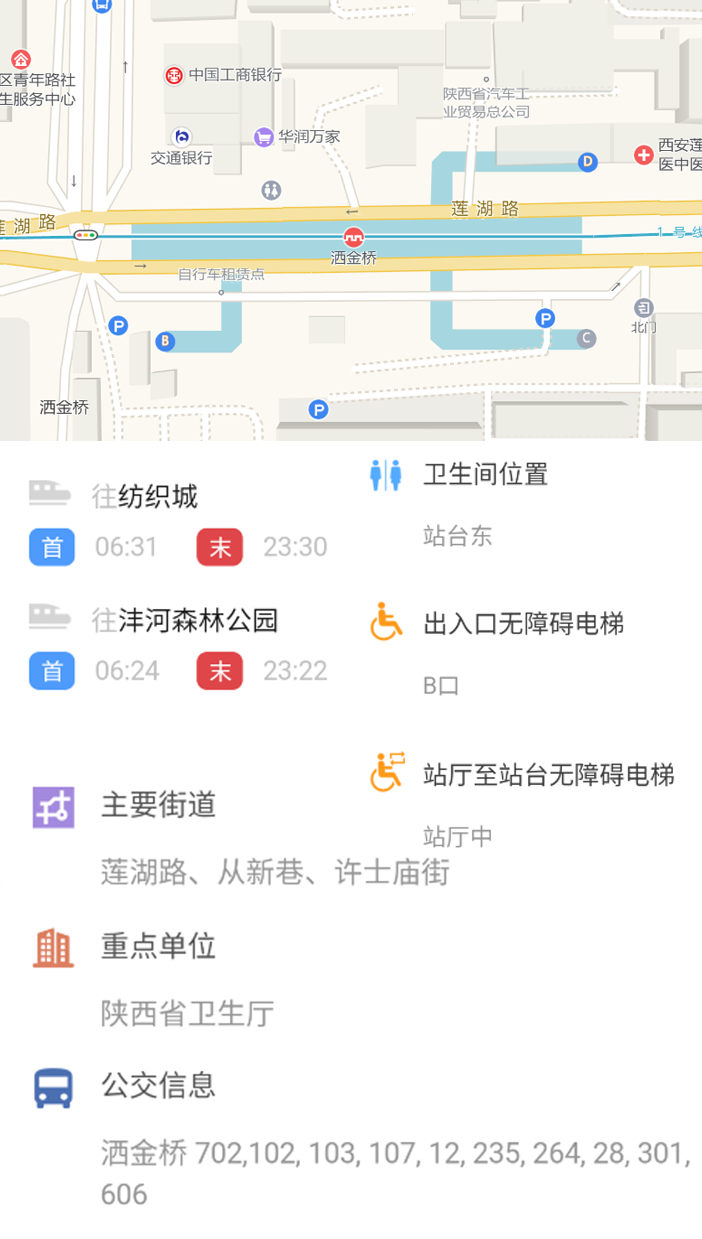 区青年路社
生服务中心
中国工商银行
陕西省汽车工
业贸易总公司
交通银行
华润万家
D
西安莲
医中医
莲湖路
莲湖路
1号线
洒金桥
自行车租赁点
P
B
P
C
北门
洒金桥
P
往纺织城
首 06:31 末 23:30
往沣河森林公园
首 06:24 末 23:22
卫生间位置
站台东
出入口无障碍电梯
B口
站厅至站台无障碍电梯
站厅中
主要街道
莲湖路、从新巷、许士庙街
重点单位
陕西省卫生厅
公交信息
洒金桥 702,102, 103, 107, 12, 235, 264, 28, 301,
606